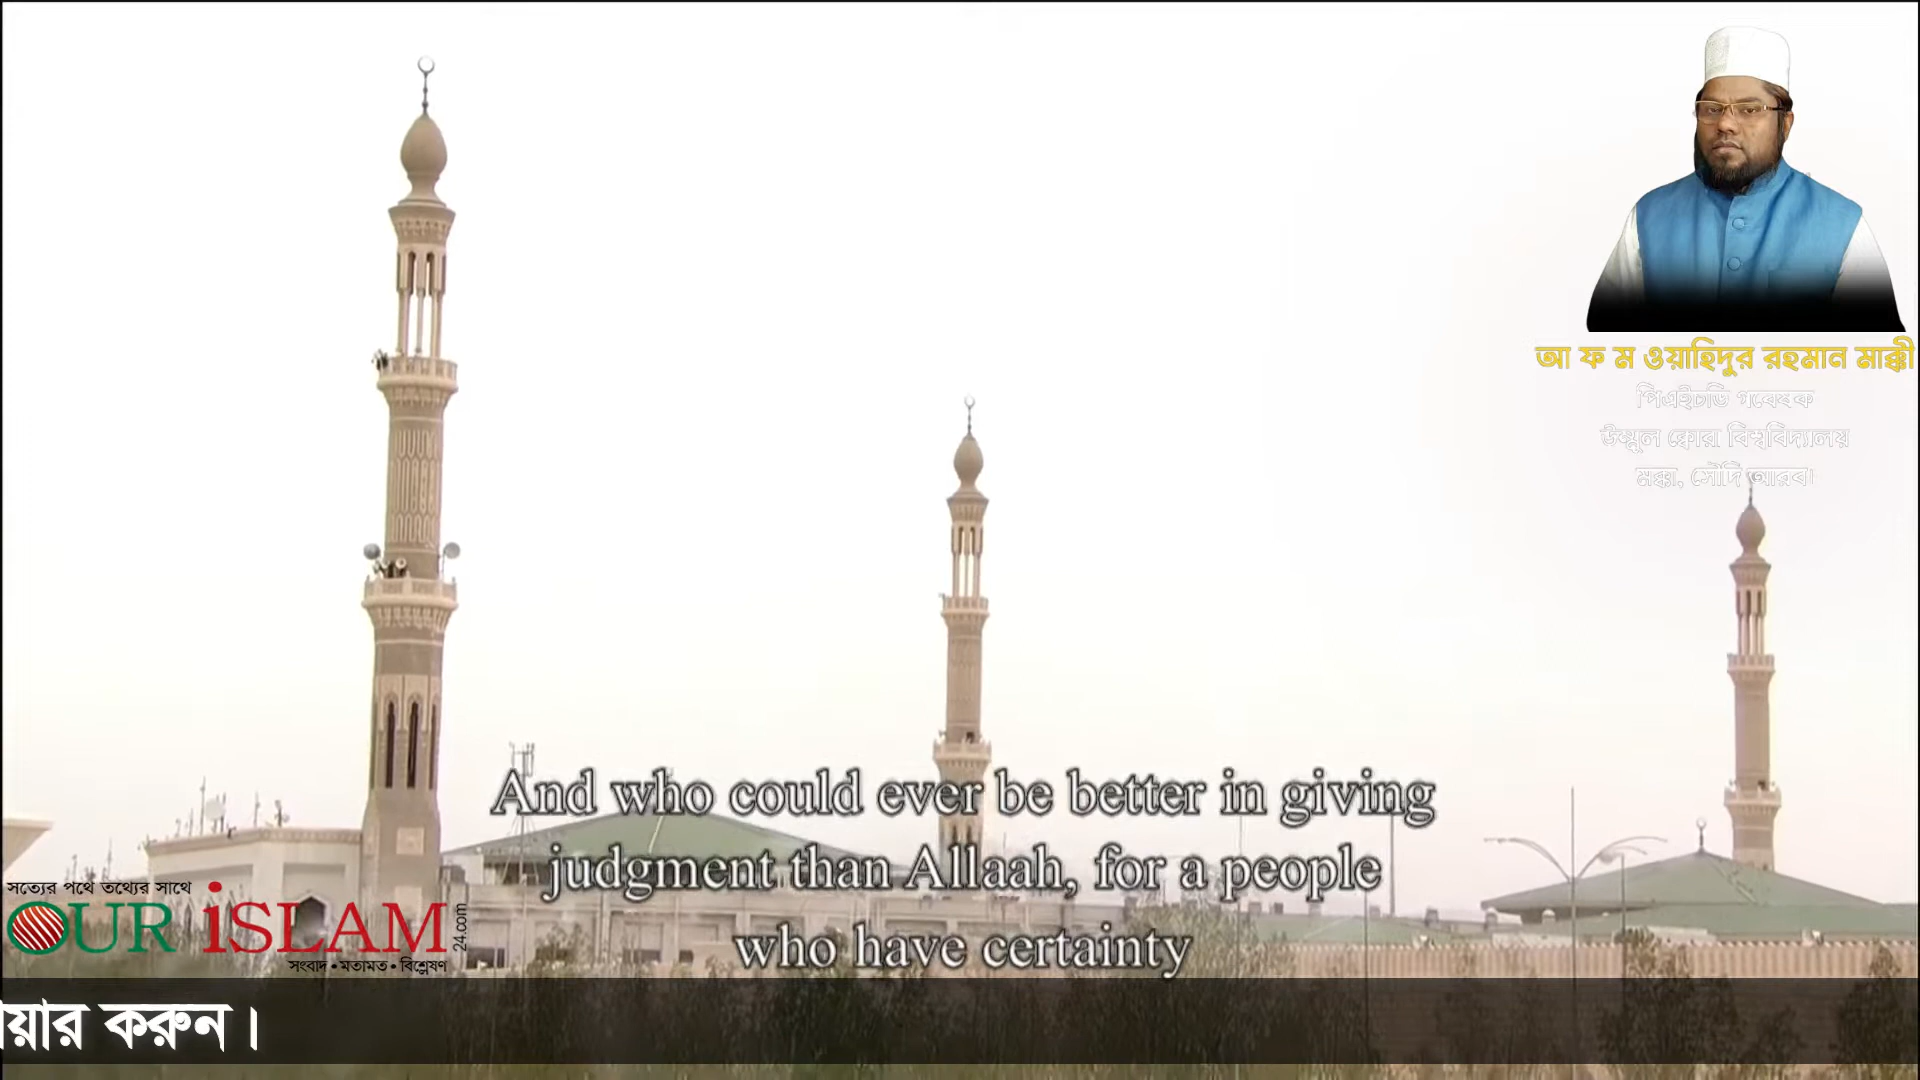 আ ফ ম ওয়াহিদুর রহমান মাক্কী
পিএইচডি গবেষক
উম্মুল ক্বোরা বিশ্ববিদ্যালয়
মক্কা, সৌদি আরব।
And who could ever be better in giving
judgment than Allaah, for a people
who have certainty
সত্যের পথে তথ্যের সাথে
OUR iSLAM
24.com
সংবাদ • মতামত • বিশ্লেষণ
য়ার করুন।